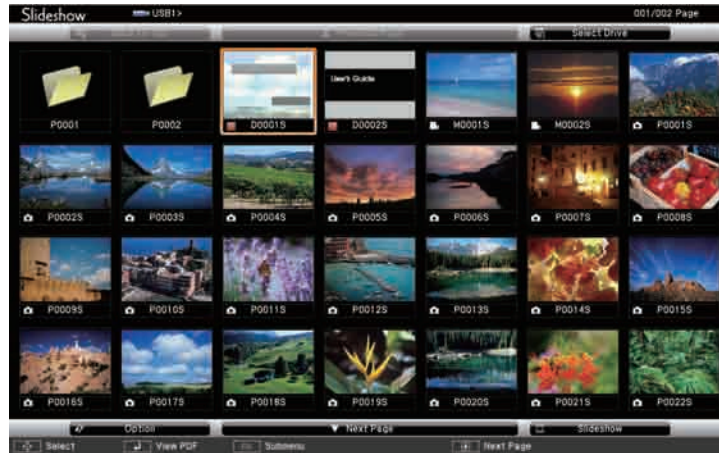 Slideshow USB1> 001/002 Page
Select Drive
User's Guide
P0001 P0002 D0001S D0002S M0001S M0002S P0001S
P0002S P0003S P0004S P0005S P0006S P0007S P0008S
P0009S P0010S P0011S P0012S P0013S P0014S P0015S
P0016S P0017S P0018S P0019S P0020S P0021S P0022S
Option ▼ Next Page Slideshow
Select View PDF Esc Submenu Next Page